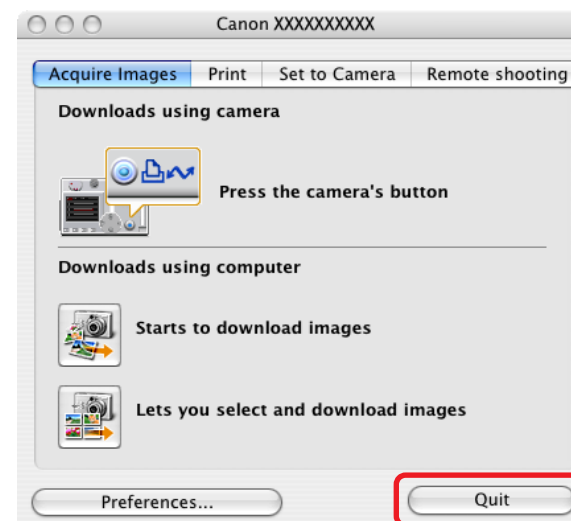 Canon XXXXXXXXXX
Acquire Images Print Set to Camera Remote shooting
Downloads using camera
Press the camera's button
Downloads using computer
Starts to download images
Lets you select and download images
Preferences... Quit